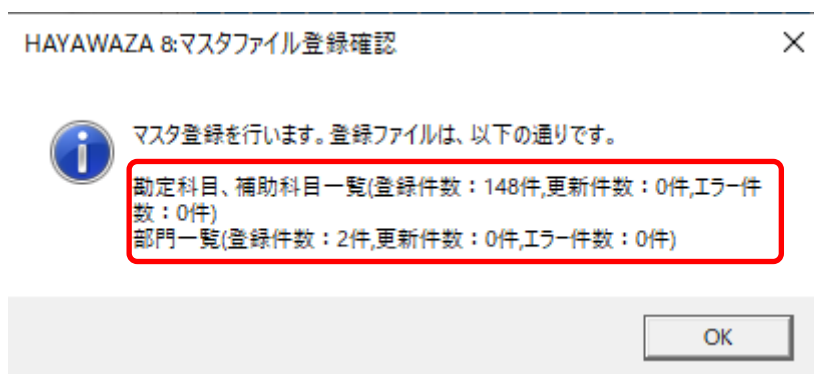 HAYAWAZA 8:マスタファイル登録確認
マスタ登録を行います。登録ファイルは、以下の通りです。
勘定科目、補助科目一覧(登録件数：148件,更新件数：0件,エラー件
数：0件)
部門一覧(登録件数：2件,更新件数：0件,エラー件数：0件)
OK